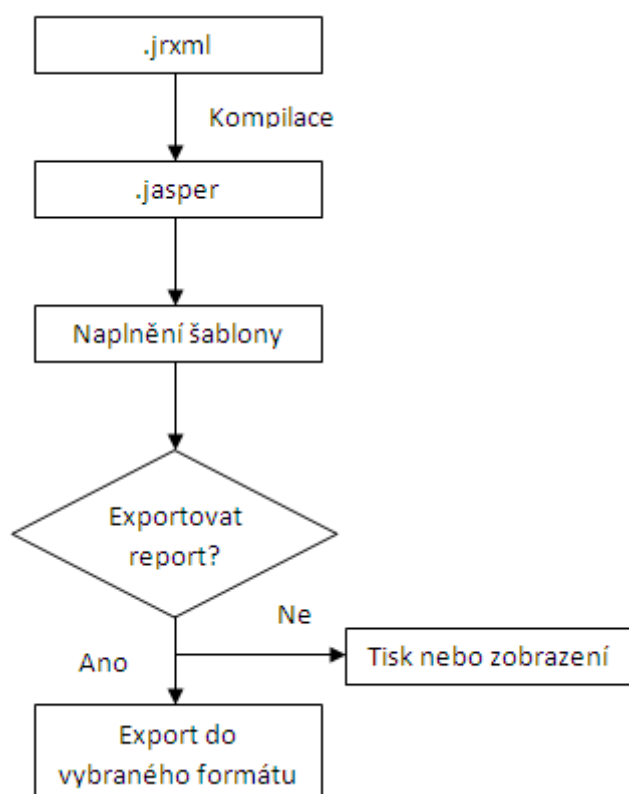 .jrxml
Kompilace
.jasper
Naplnění šablony
Exportovat
report?
Ne
Ano
Tisk nebo zobrazení
Export do
vybraného formátu